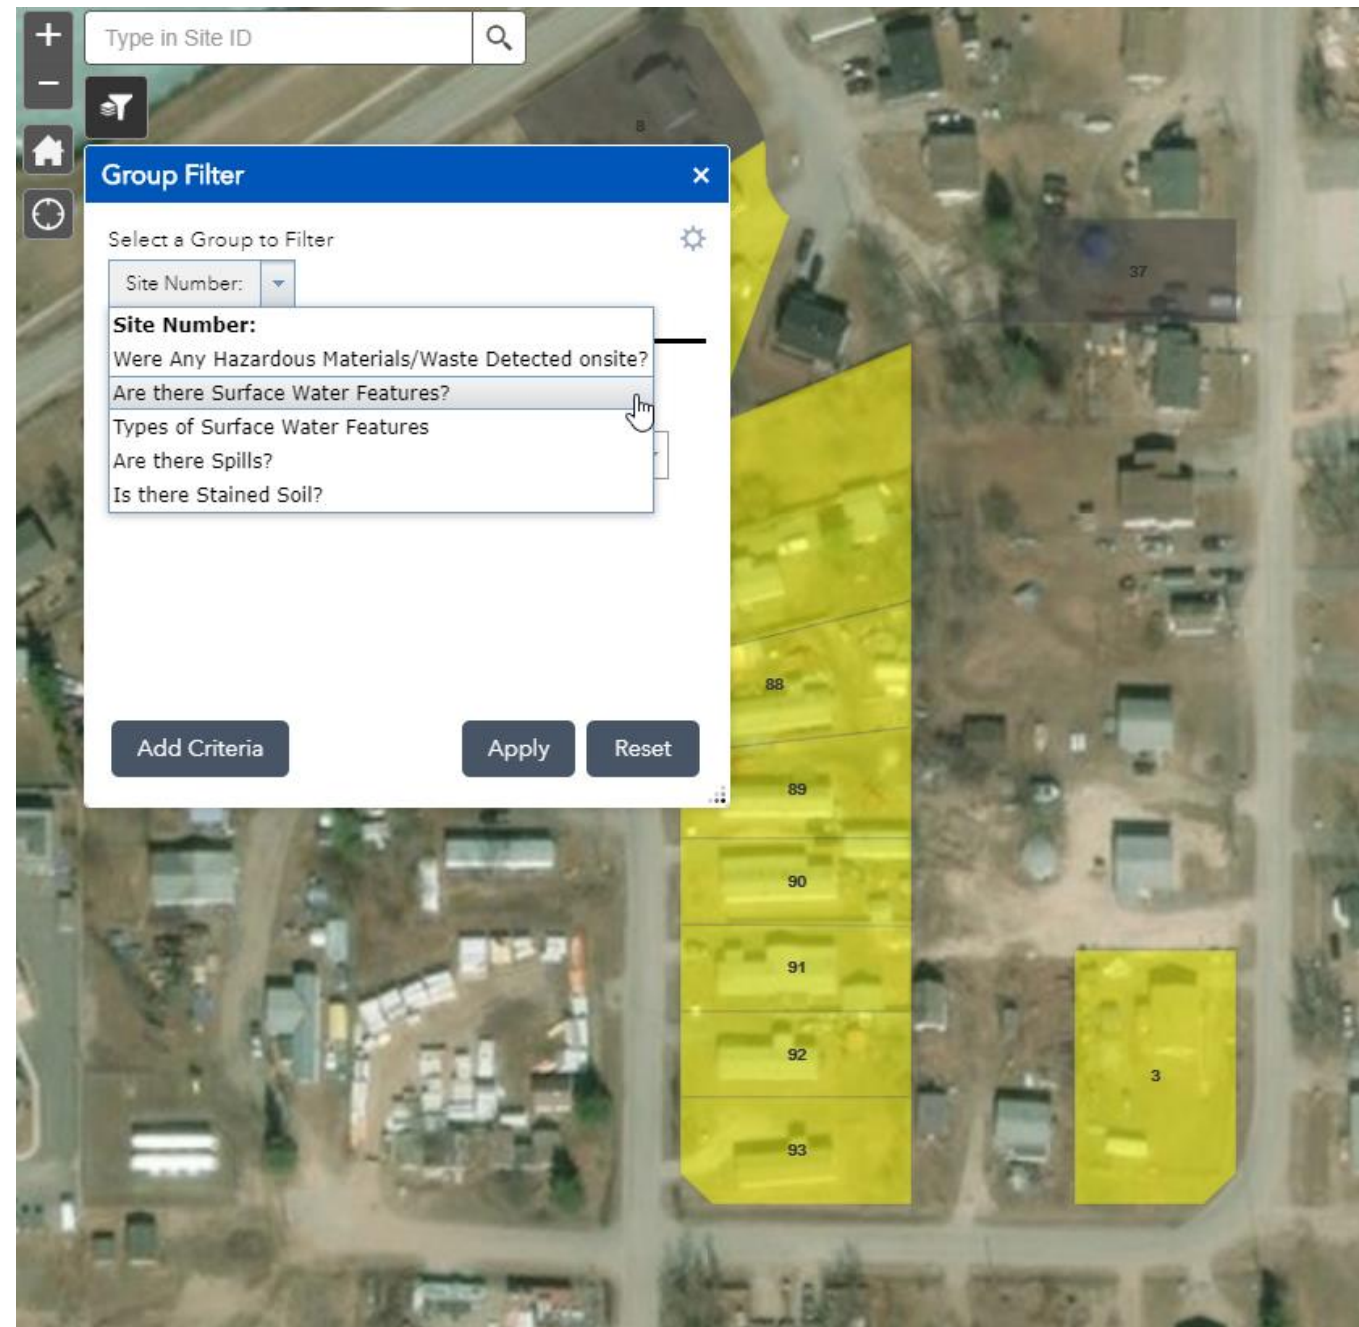 Type in Site ID
8
Group Filter
Select a Group to Filter
Site Number:
Site Number:
Were Any Hazardous Materials/Waste Detected onsite?
Are there Surface Water Features?
Types of Surface Water Features
Are there Spills?
Is there Stained Soil?
Add Criteria
Apply
Reset
37
88
89
90
91
92
93
3